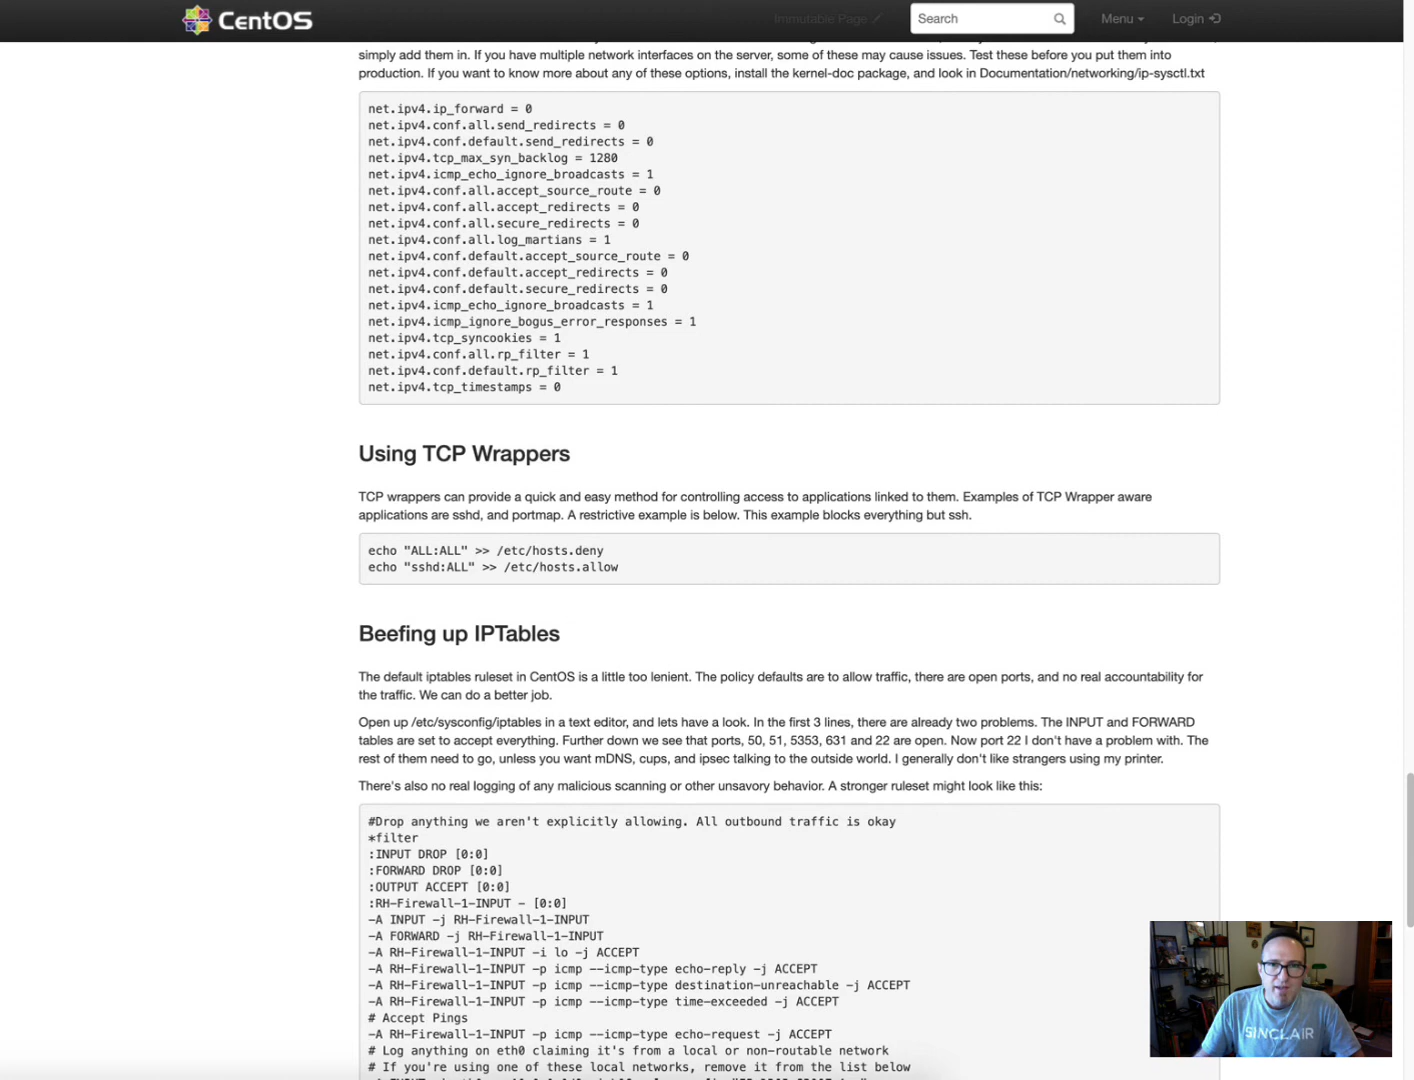 CentOS
Immutable Page
Search
Menu
Login
simply add them in. If you have multiple network interfaces on the server, some of these may cause issues. Test these before you put them into
production. If you want to know more about any of these options, install the kernel-doc package, and look in Documentation/networking/ip-sysctl.txt
net.ipv4.ip_forward = 0
net.ipv4.conf.all.send_redirects = 0
net.ipv4.conf.default.send_redirects = 0
net.ipv4.tcp_max_syn_backlog = 1280
net.ipv4.icmp_echo_ignore_broadcasts = 1
net.ipv4.conf.all.accept_source_route = 0
net.ipv4.conf.all.accept_redirects = 0
net.ipv4.conf.all.secure_redirects = 0
net.ipv4.conf.all.log_martians = 1
net.ipv4.conf.default.accept_source_route = 0
net.ipv4.conf.default.accept_redirects = 0
net.ipv4.conf.default.secure_redirects = 0
net.ipv4.icmp_echo_ignore_broadcasts = 1
net.ipv4.icmp_ignore_bogus_error_responses = 1
net.ipv4.tcp_syncookies = 1
net.ipv4.conf.all.rp_filter = 1
net.ipv4.conf.default.rp_filter = 1
net.ipv4.tcp_timestamps = 0
Using TCP Wrappers
TCP wrappers can provide a quick and easy method for controlling access to applications linked to them. Examples of TCP Wrapper aware
applications are sshd, and portmap. A restrictive example is below. This example blocks everything but ssh.
echo "ALL:ALL" >> /etc/hosts.deny
echo "sshd:ALL" >> /etc/hosts.allow
Beefing up IPTables
The default iptables ruleset in CentOS is a little too lenient. The policy defaults are to allow traffic, there are open ports, and no real accountability for
the traffic. We can do a better job.
Open up /etc/sysconfig/iptables in a text editor, and lets have a look. In the first 3 lines, there are already two problems. The INPUT and FORWARD
tables are set to accept everything. Further down we see that ports, 50, 51, 5353, 631 and 22 are open. Now port 22 I don't have a problem with. The
rest of them need to go, unless you want mDNS, cups, and ipsec talking to the outside world. I generally don't like strangers using my printer.
There's also no real logging of any malicious scanning or other unsavory behavior. A stronger ruleset might look like this:
#Drop anything we aren't explicitly allowing. All outbound traffic is okay
*filter
:INPUT DROP [0:0]
:FORWARD DROP [0:0]
:OUTPUT ACCEPT [0:0]
:RH-Firewall-1-INPUT - [0:0]
-A INPUT -j RH-Firewall-1-INPUT
-A FORWARD -j RH-Firewall-1-INPUT
-A RH-Firewall-1-INPUT -i lo -j ACCEPT
-A RH-Firewall-1-INPUT -p icmp --icmp-type echo-reply -j ACCEPT
-A RH-Firewall-1-INPUT -p icmp --icmp-type destination-unreachable -j ACCEPT
-A RH-Firewall-1-INPUT -p icmp --icmp-type time-exceeded -j ACCEPT
# Accept Pings
-A RH-Firewall-1-INPUT -p icmp --icmp-type echo-request -j ACCEPT
# Log anything on eth0 claiming it's from a local or non-routable network
# If you're using one of these local networks, remove it from the list below
SINCLAIR